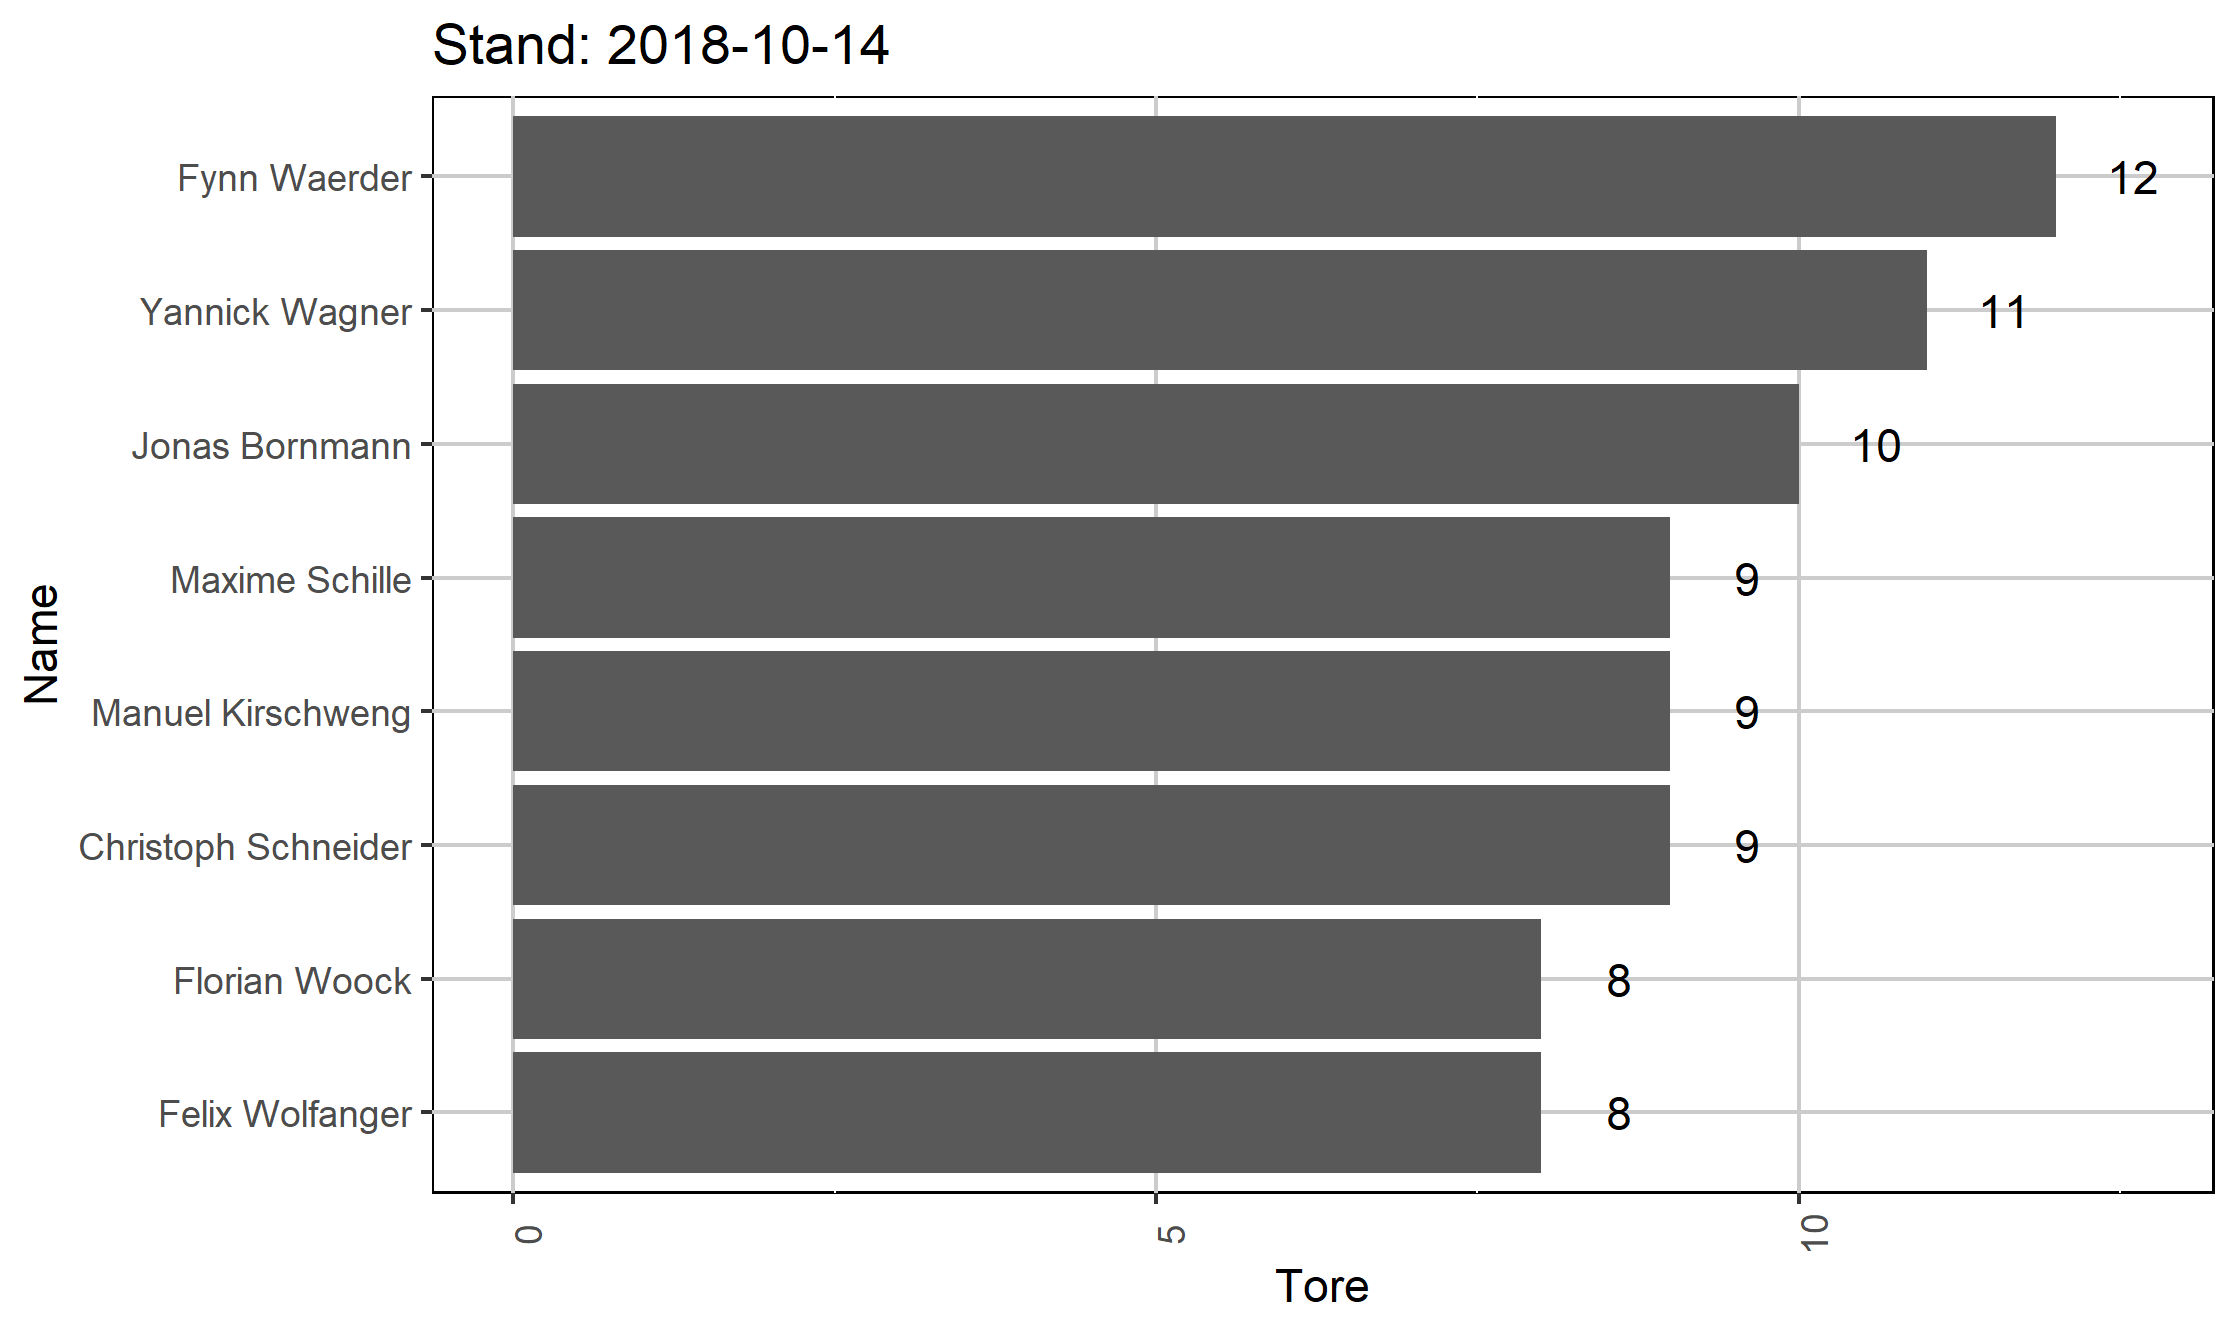 Stand: 2018-10-14
Name
Fynn Waerder 12
Yannick Wagner 11
Jonas Bornmann 10
Maxime Schille 9
Manuel Kirschweng 9
Christoph Schneider 9
Florian Woock 8
Felix Wolfanger 8
0 5 10
Tore